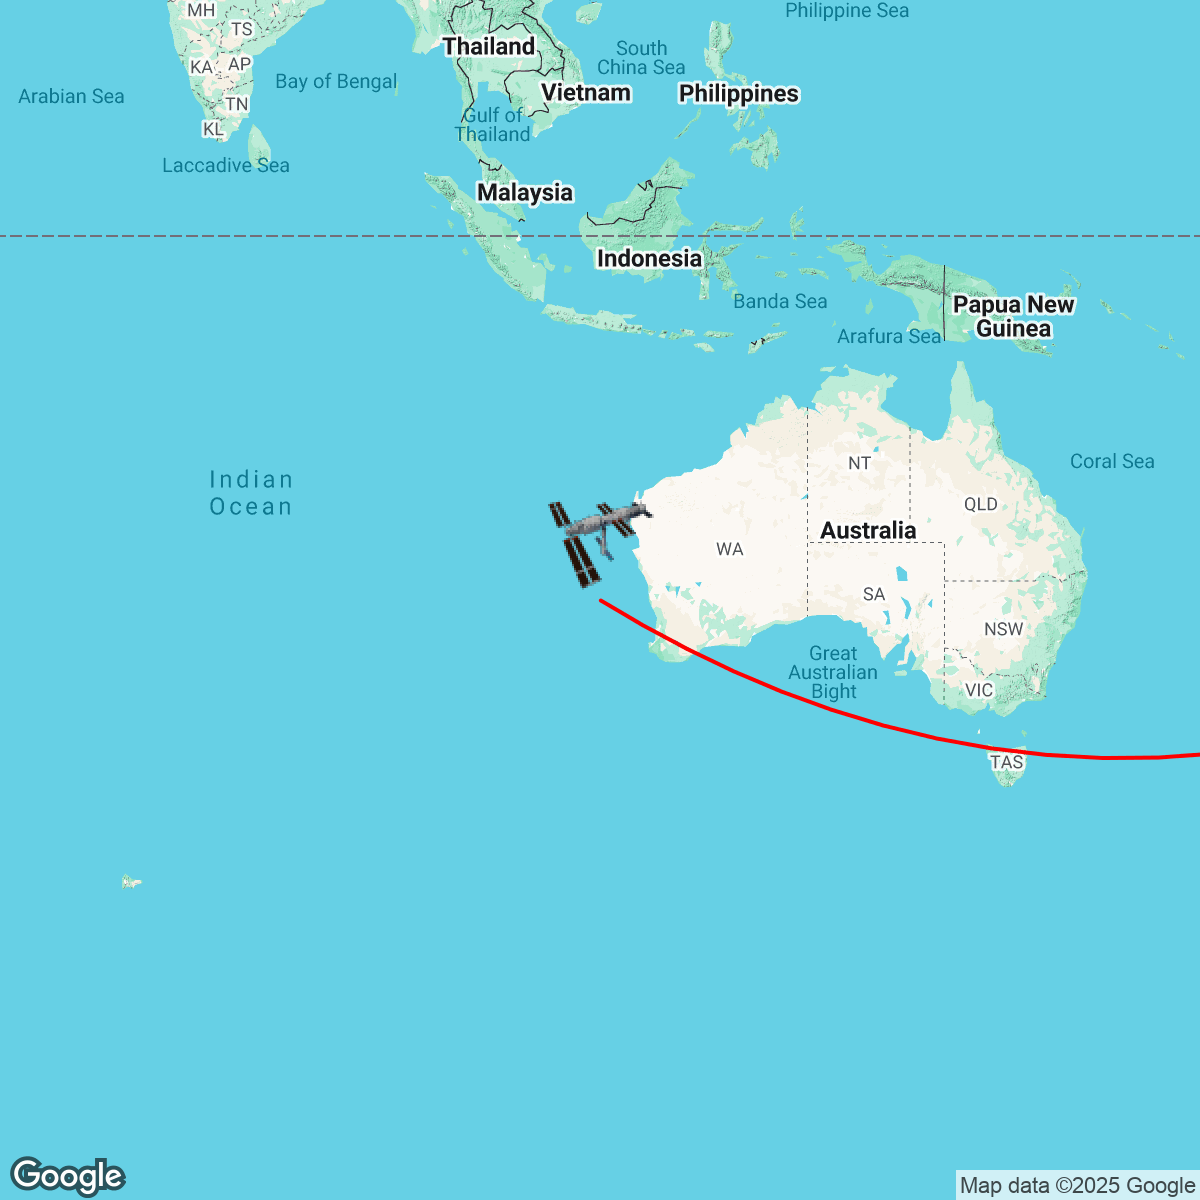 MH
TS
KA
AP
TN
KL
Arabian Sea
Bay of Bengal
Laccadive Sea
Thailand
Vietnam
Gulf of
Thailand
South
China Sea
Philippine Sea
Philippines
Malaysia
Indonesia
Banda Sea
Arafura Sea
Papua New
Guinea
Coral Sea
Indian
Ocean
NT
QLD
Australia
WA
SA
NSW
Great
Australian
Bight
VIC
TAS
Google
Map data ©2025 Google